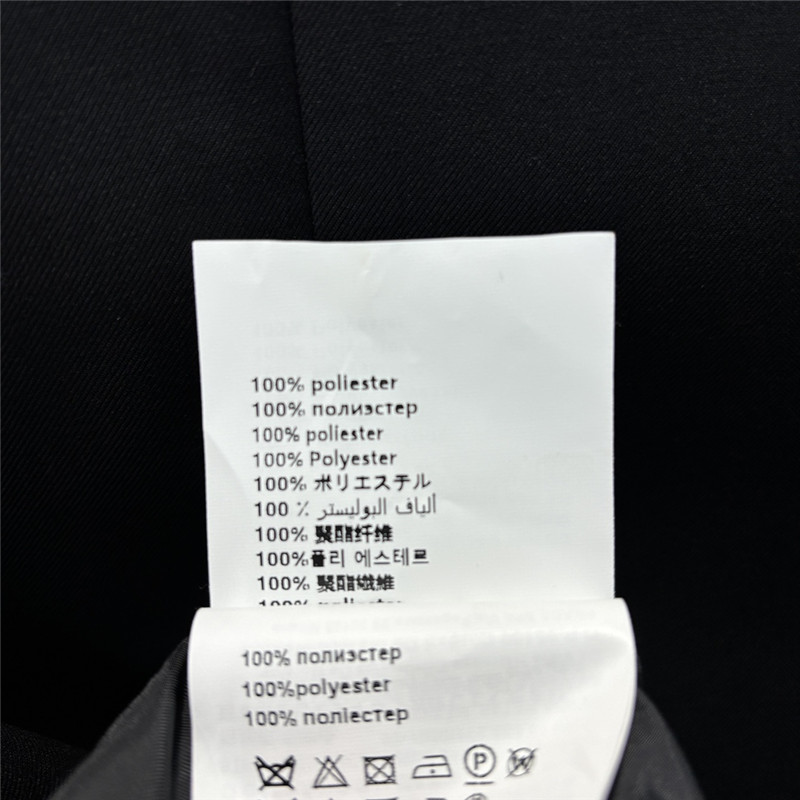 100% poliester
100% полиэстер
100% poliester
100% Polyester
100% ポリエステル
100 ٪ ألياف البوليستر
100% 聚酯纤维
100%폴리 에스테르
100% 聚酯纖維
100%
100% полиэстер
100%polyester
100% поліестер
P
W